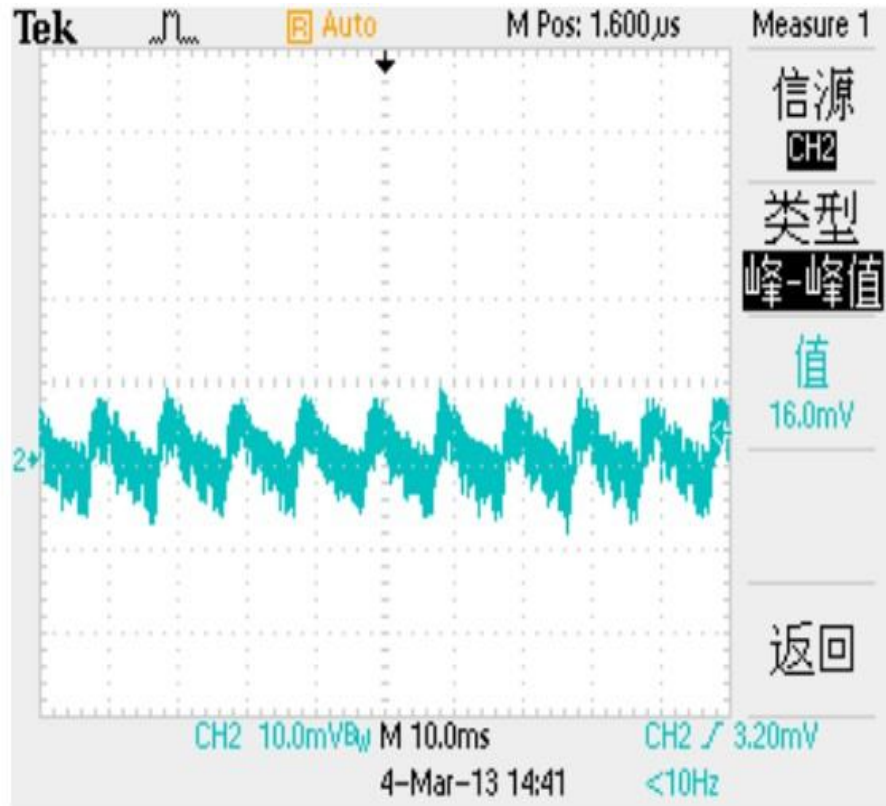 Tek R Auto M Pos: 1.600µs Measure 1
信源
CH2
类型
峰-峰值
值
16.0mV
2
返回
CH2 10.0mVBW M 10.0ms CH2 3.20mV
4-Mar-13 14:41 <10Hz